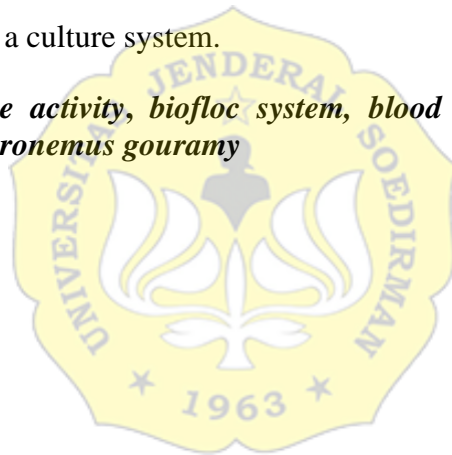 a culture system.
e activity, biofloc system, blood
ronemus gouramy
UNIVERSITAS JENDERAL SOEDIRMAN
1963